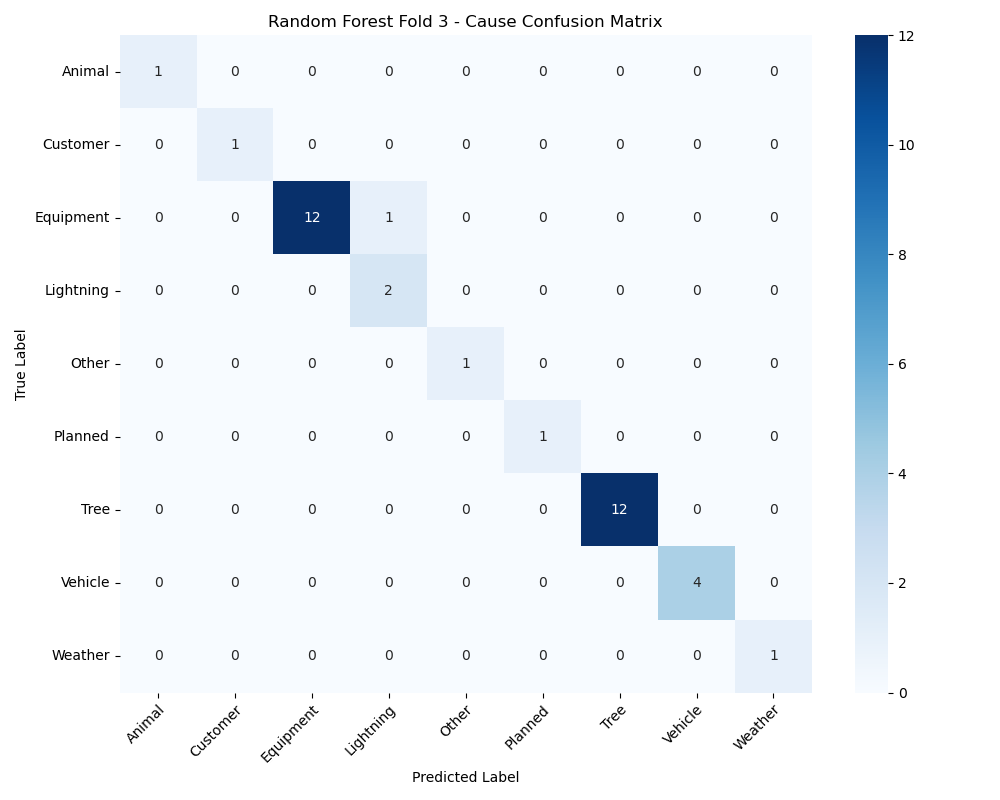 Random Forest Fold 3 - Cause Confusion Matrix
Animal 1 0 0 0 0 0 0 0 0
Customer 0 1 0 0 0 0 0 0 0
Equipment 0 0 12 1 0 0 0 0 0
Lightning 0 0 0 2 0 0 0 0 0
Other 0 0 0 0 1 0 0 0 0
Planned 0 0 0 0 0 1 0 0 0
Tree 0 0 0 0 0 0 12 0 0
Vehicle 0 0 0 0 0 0 0 4 0
Weather 0 0 0 0 0 0 0 0 1
Animal Customer Equipment Lightning Other Planned Tree Vehicle Weather
Predicted Label
True Label
12
10
8
6
4
2
0